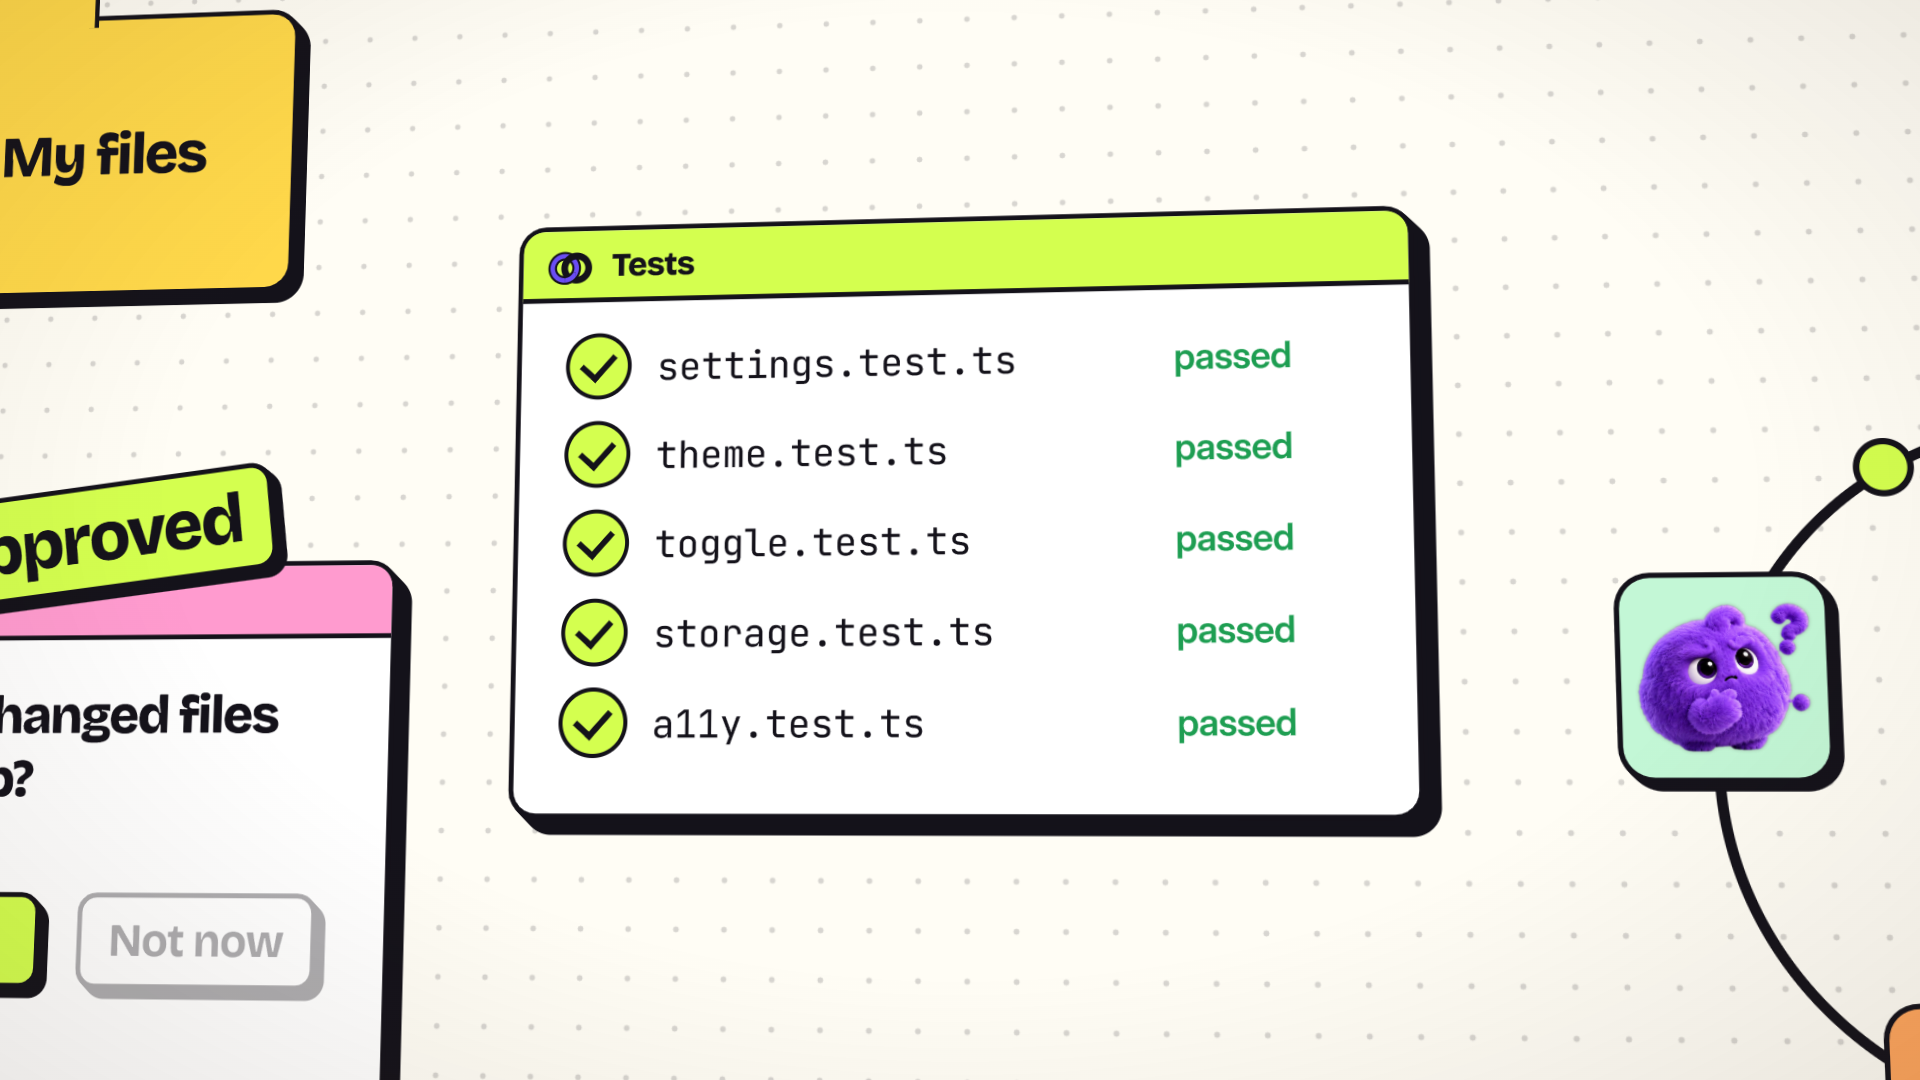 My files
pproved
hanged files
p?
Not now
Tests
settings.test.ts passed
theme.test.ts passed
toggle.test.ts passed
storage.test.ts passed
a11y.test.ts passed
?